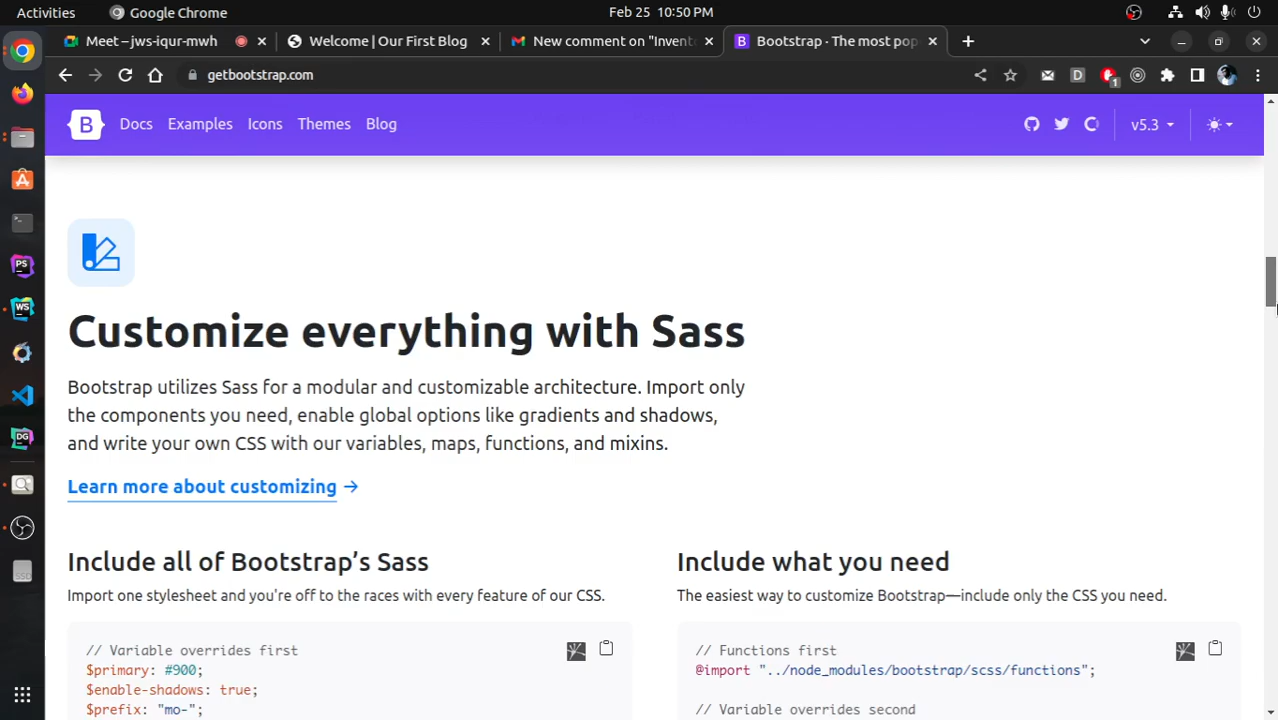 Activities
Google Chrome
Feb 25 10:50 PM
Meet – jws-iqur-mwh
Welcome | Our First Blog
New comment on "Invent
Bootstrap · The most pop
getbootstrap.com
D
1
B
Docs
Examples
Icons
Themes
Blog
v5.3
PS
WS
DG
SSD
Customize everything with Sass
Bootstrap utilizes Sass for a modular and customizable architecture. Import only
the components you need, enable global options like gradients and shadows,
and write your own CSS with our variables, maps, functions, and mixins.
Learn more about customizing →
Include all of Bootstrap's Sass
Import one stylesheet and you're off to the races with every feature of our CSS.
// Variable overrides first
$primary: #900;
$enable-shadows: true;
$prefix: "mo-";
Include what you need
The easiest way to customize Bootstrap—include only the CSS you need.
// Functions first
@import "../node_modules/bootstrap/scss/functions";
// Variable overrides second